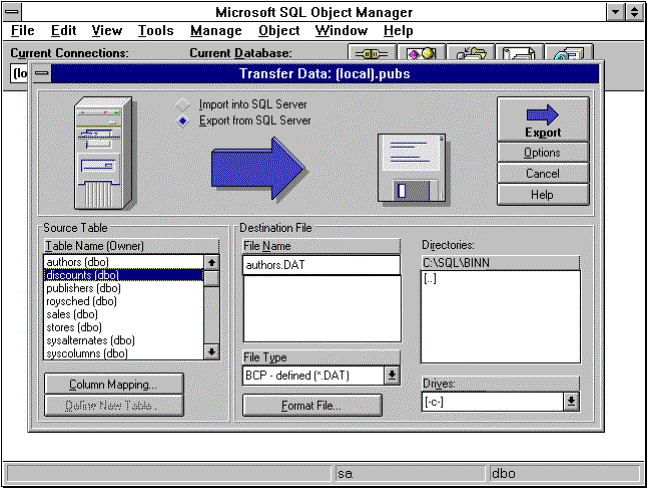 Microsoft SQL Object Manager
File Edit View Tools Manage Object Window Help
Current Connections: Current Database:
(lo
Transfer Data: (local).pubs
Import into SQL Server
Export from SQL Server
Export
Options
Cancel
Help
Source Table
Table Name (Owner)
authors (dbo)
discounts (dbo)
publishers (dbo)
roysched (dbo)
sales (dbo)
stores (dbo)
sysalternates (dbo)
syscolumns (dbo)
Column Mapping...
Define New Table...
Destination File
File Name
authors.DAT
File Type
BCP - defined (*.DAT)
Format File...
Directories:
C:\SQL\BINN
[..]
Drives:
[-c-]
sa
dbo